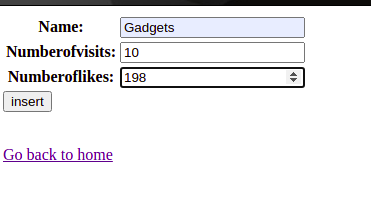 Name: Gadgets
Numberofvisits: 10
Numberoflikes: 198
insert
Go back to home